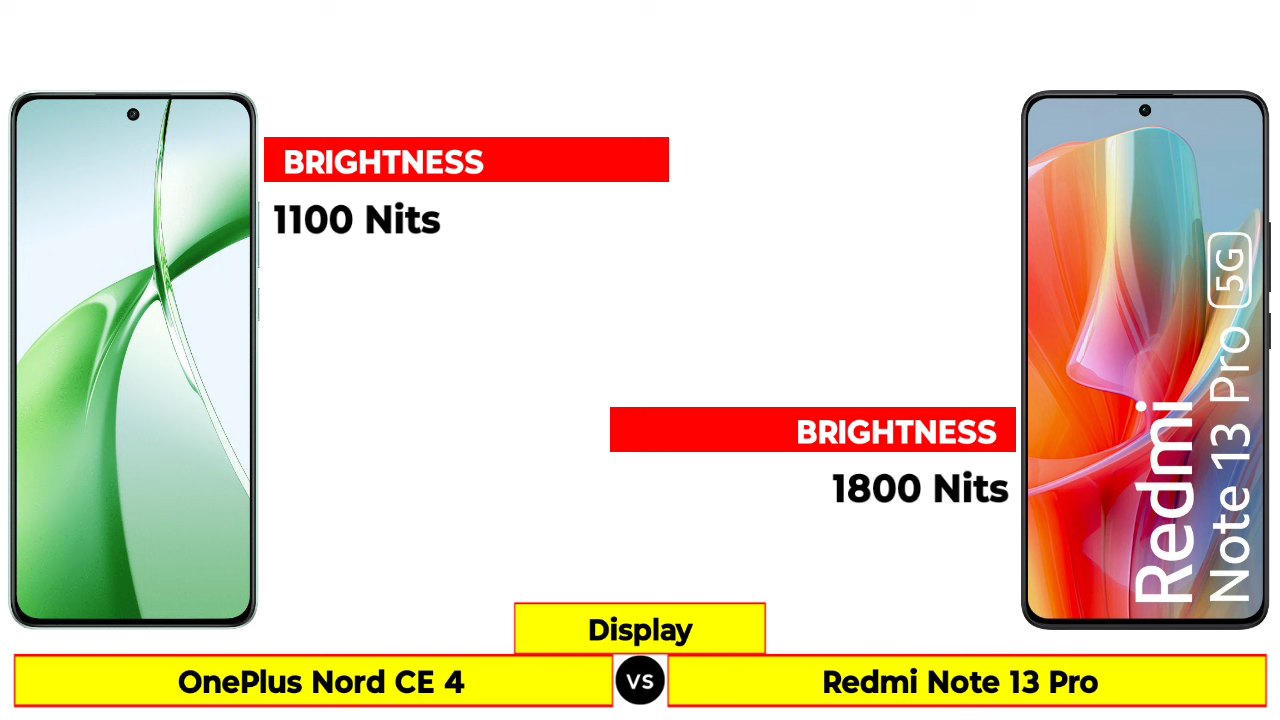 BRIGHTNESS
1100 Nits
BRIGHTNESS
1800 Nits
Redmi
Note 13 Pro 5G
Display
OnePlus Nord CE 4
VS
Redmi Note 13 Pro